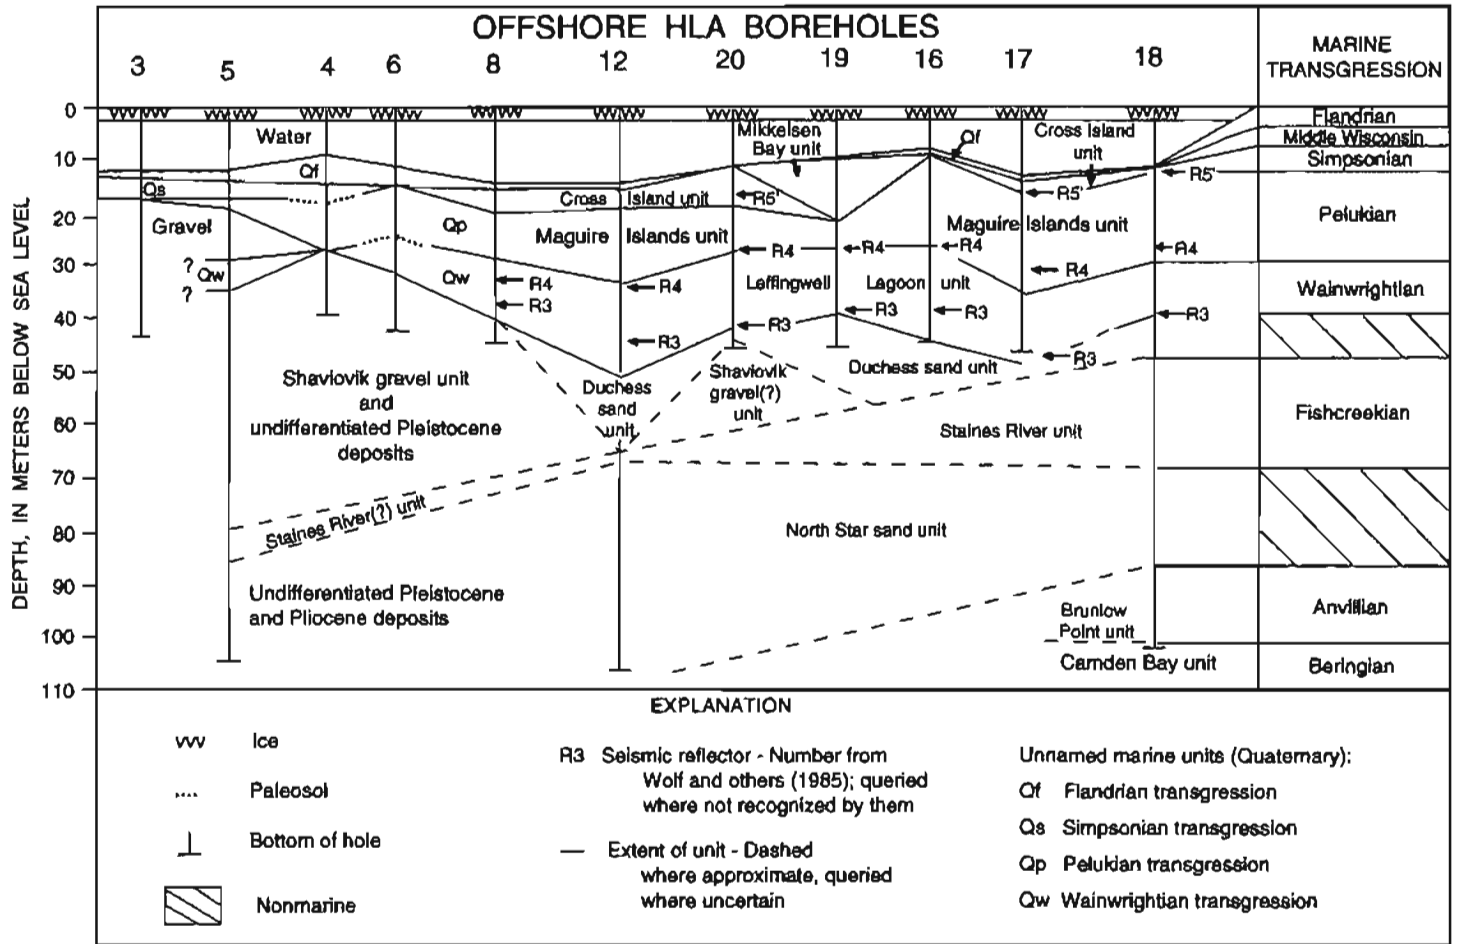 OFFSHORE HLA BOREHOLES
3 5 4 6 8 12 20 19 16 17 18
MARINE
TRANSGRESSION
DEPTH, IN METERS BELOW SEA LEVEL
0
10
20
30
40
50
60
70
80
90
100
110
Water
Qf
Qs
Gravel
?
Qw
?
Qp
Qw
Cross Island unit
Maguire Islands unit
Mikkelsen
Bay unit
Qf
Cross Island
unit
R5'
R5'
R5'
Maguire Islands unit
R4
R4
R4
R4
R4
R4
R4
R3
R3
R3
R3
R3
R3
R3
Leffingwell Lagoon unit
Shaviovik gravel unit
and
undifferentiated Pleistocene
deposits
Duchess
sand
unit
Shaviovik
gravel(?)
unit
Duchess sand unit
Staines River unit
Staines River(?) unit
North Star sand unit
Undifferentiated Pleistocene
and Pliocene deposits
Brunlow
Point unit
Camden Bay unit
Flandrian
Middle Wisconsin
Simpsonian
Pelukian
Wainwrightian
Fishcreekian
Anvillian
Beringian
EXPLANATION
Ice
Paleosol
Bottom of hole
Nonmarine
R3 Seismic reflector - Number from
Wolf and others (1985); queried
where not recognized by them
Extent of unit - Dashed
where approximate, queried
where uncertain
Unnamed marine units (Quaternary):
Qf Flandrian transgression
Qs Simpsonian transgression
Qp Pelukian transgression
Qw Wainwrightian transgression